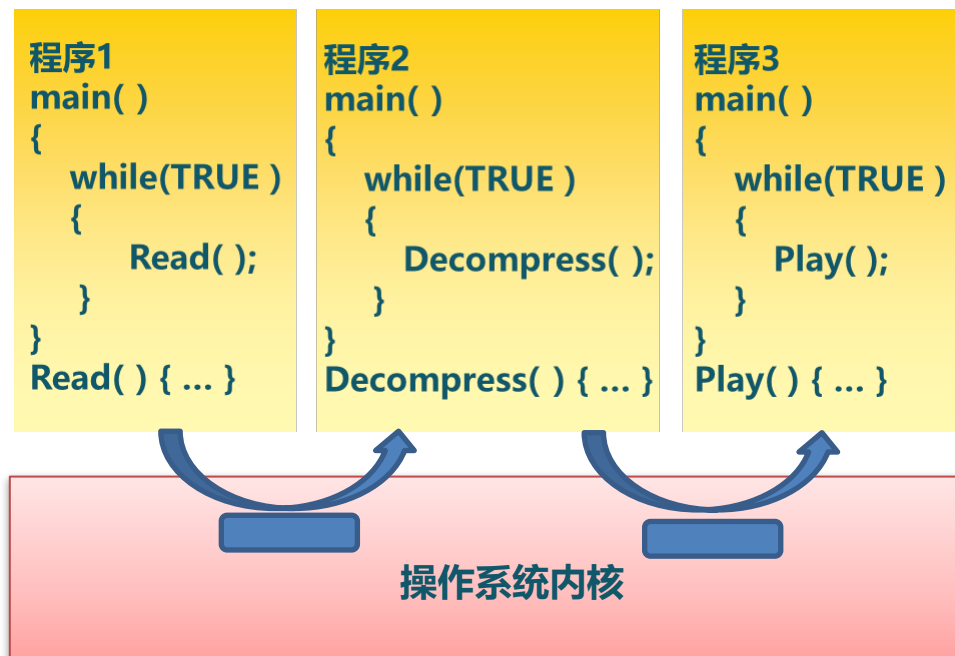 程序1
main( )
{
while(TRUE )
{
Read( );
}
}
Read( ) { ... }
程序2
main( )
{
while(TRUE )
{
Decompress( );
}
}
Decompress( ) { ... }
程序3
main( )
{
while(TRUE )
{
Play( );
}
}
Play( ) { ... }
操作系统内核